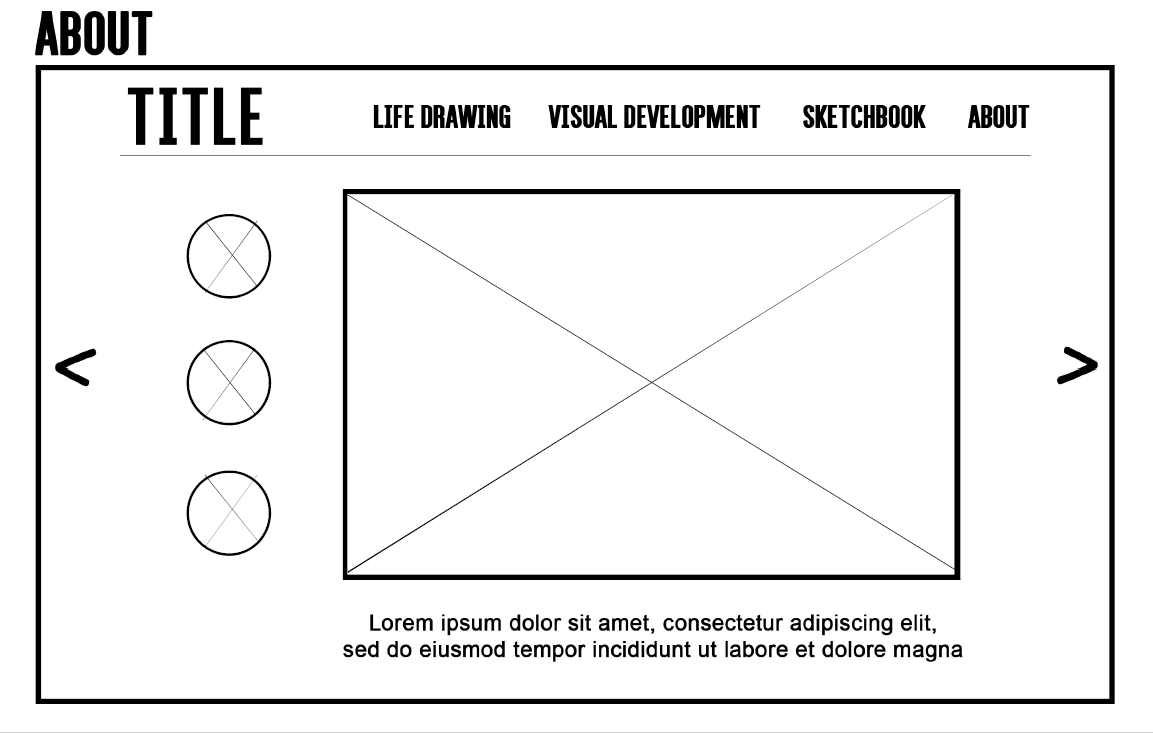 ABOUT
TITLE
LIFE DRAWING VISUAL DEVELOPMENT SKETCHBOOK ABOUT
< >
Lorem ipsum dolor sit amet, consectetur adipiscing elit,
sed do eiusmod tempor incididunt ut labore et dolore magna